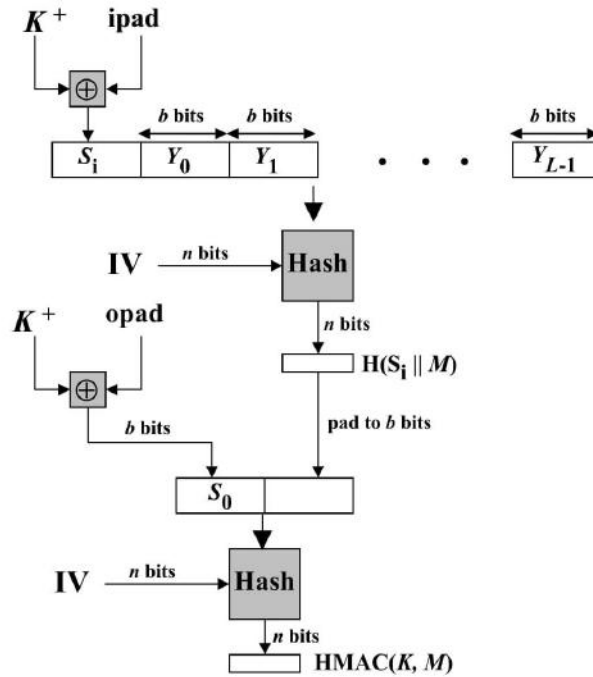 K+ ipad
⊕
b bits b bits b bits
Si Y0 Y1 . . . YL-1
IV n bits Hash
K+ opad
n bits
⊕
H(Si || M)
b bits
pad to b bits
S0
IV n bits Hash
n bits
HMAC(K, M)